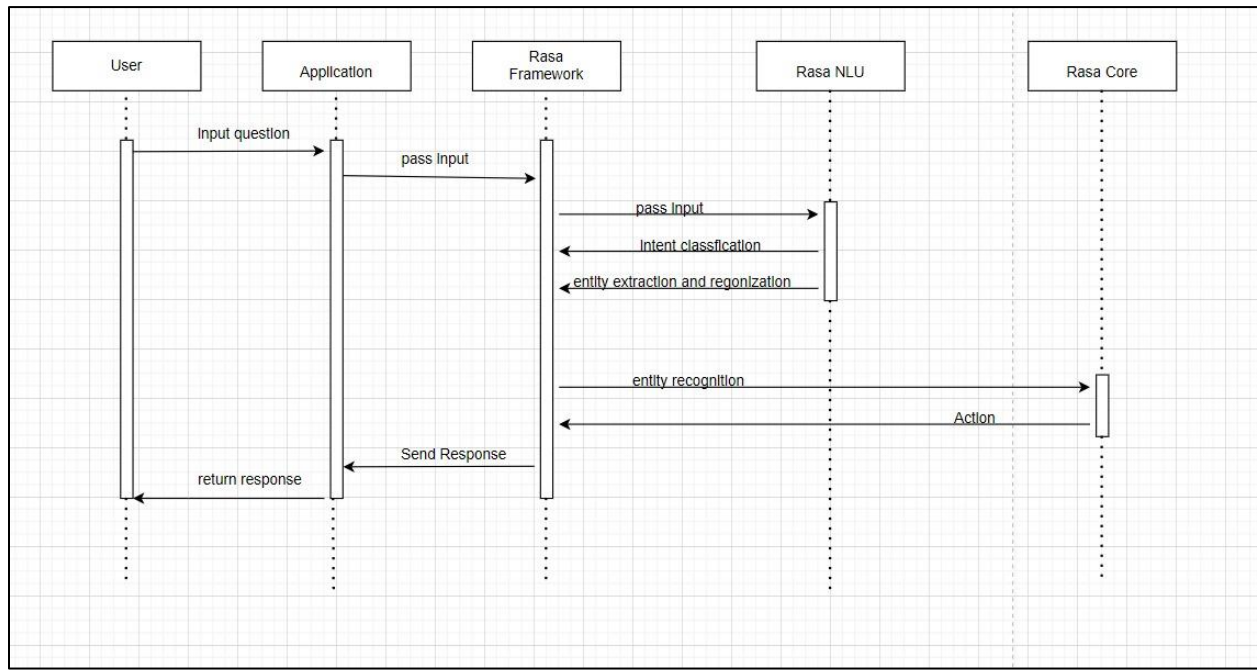 User
Application
Rasa
Framework
Rasa NLU
Rasa Core
Input question
pass Input
pass Input
Intent classfication
entity extraction and regonization
entity recognition
Action
Send Response
return response